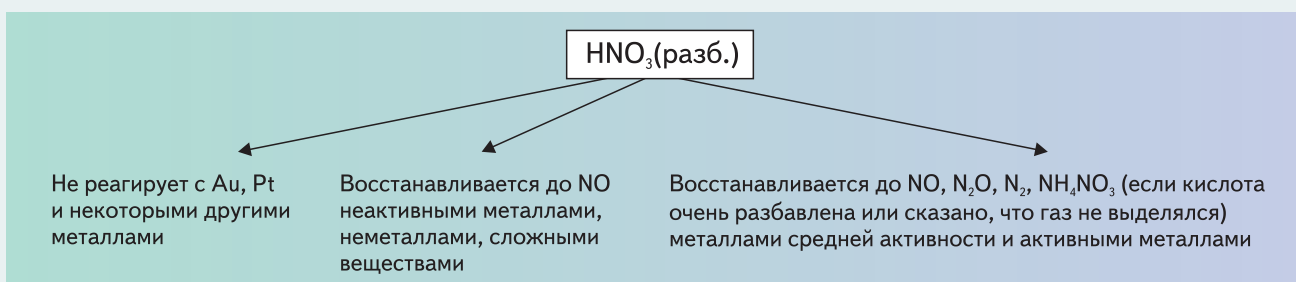 HNO₃(разб.)
Не реагирует с Au, Pt
и некоторыми другими
металлами
Восстанавливается до NO
неактивными металлами,
неметаллами, сложными
веществами
Восстанавливается до NO, N₂O, N₂, NH₄NO₃ (если кислота
очень разбавлена или сказано, что газ не выделялся)
металлами средней активности и активными металлами